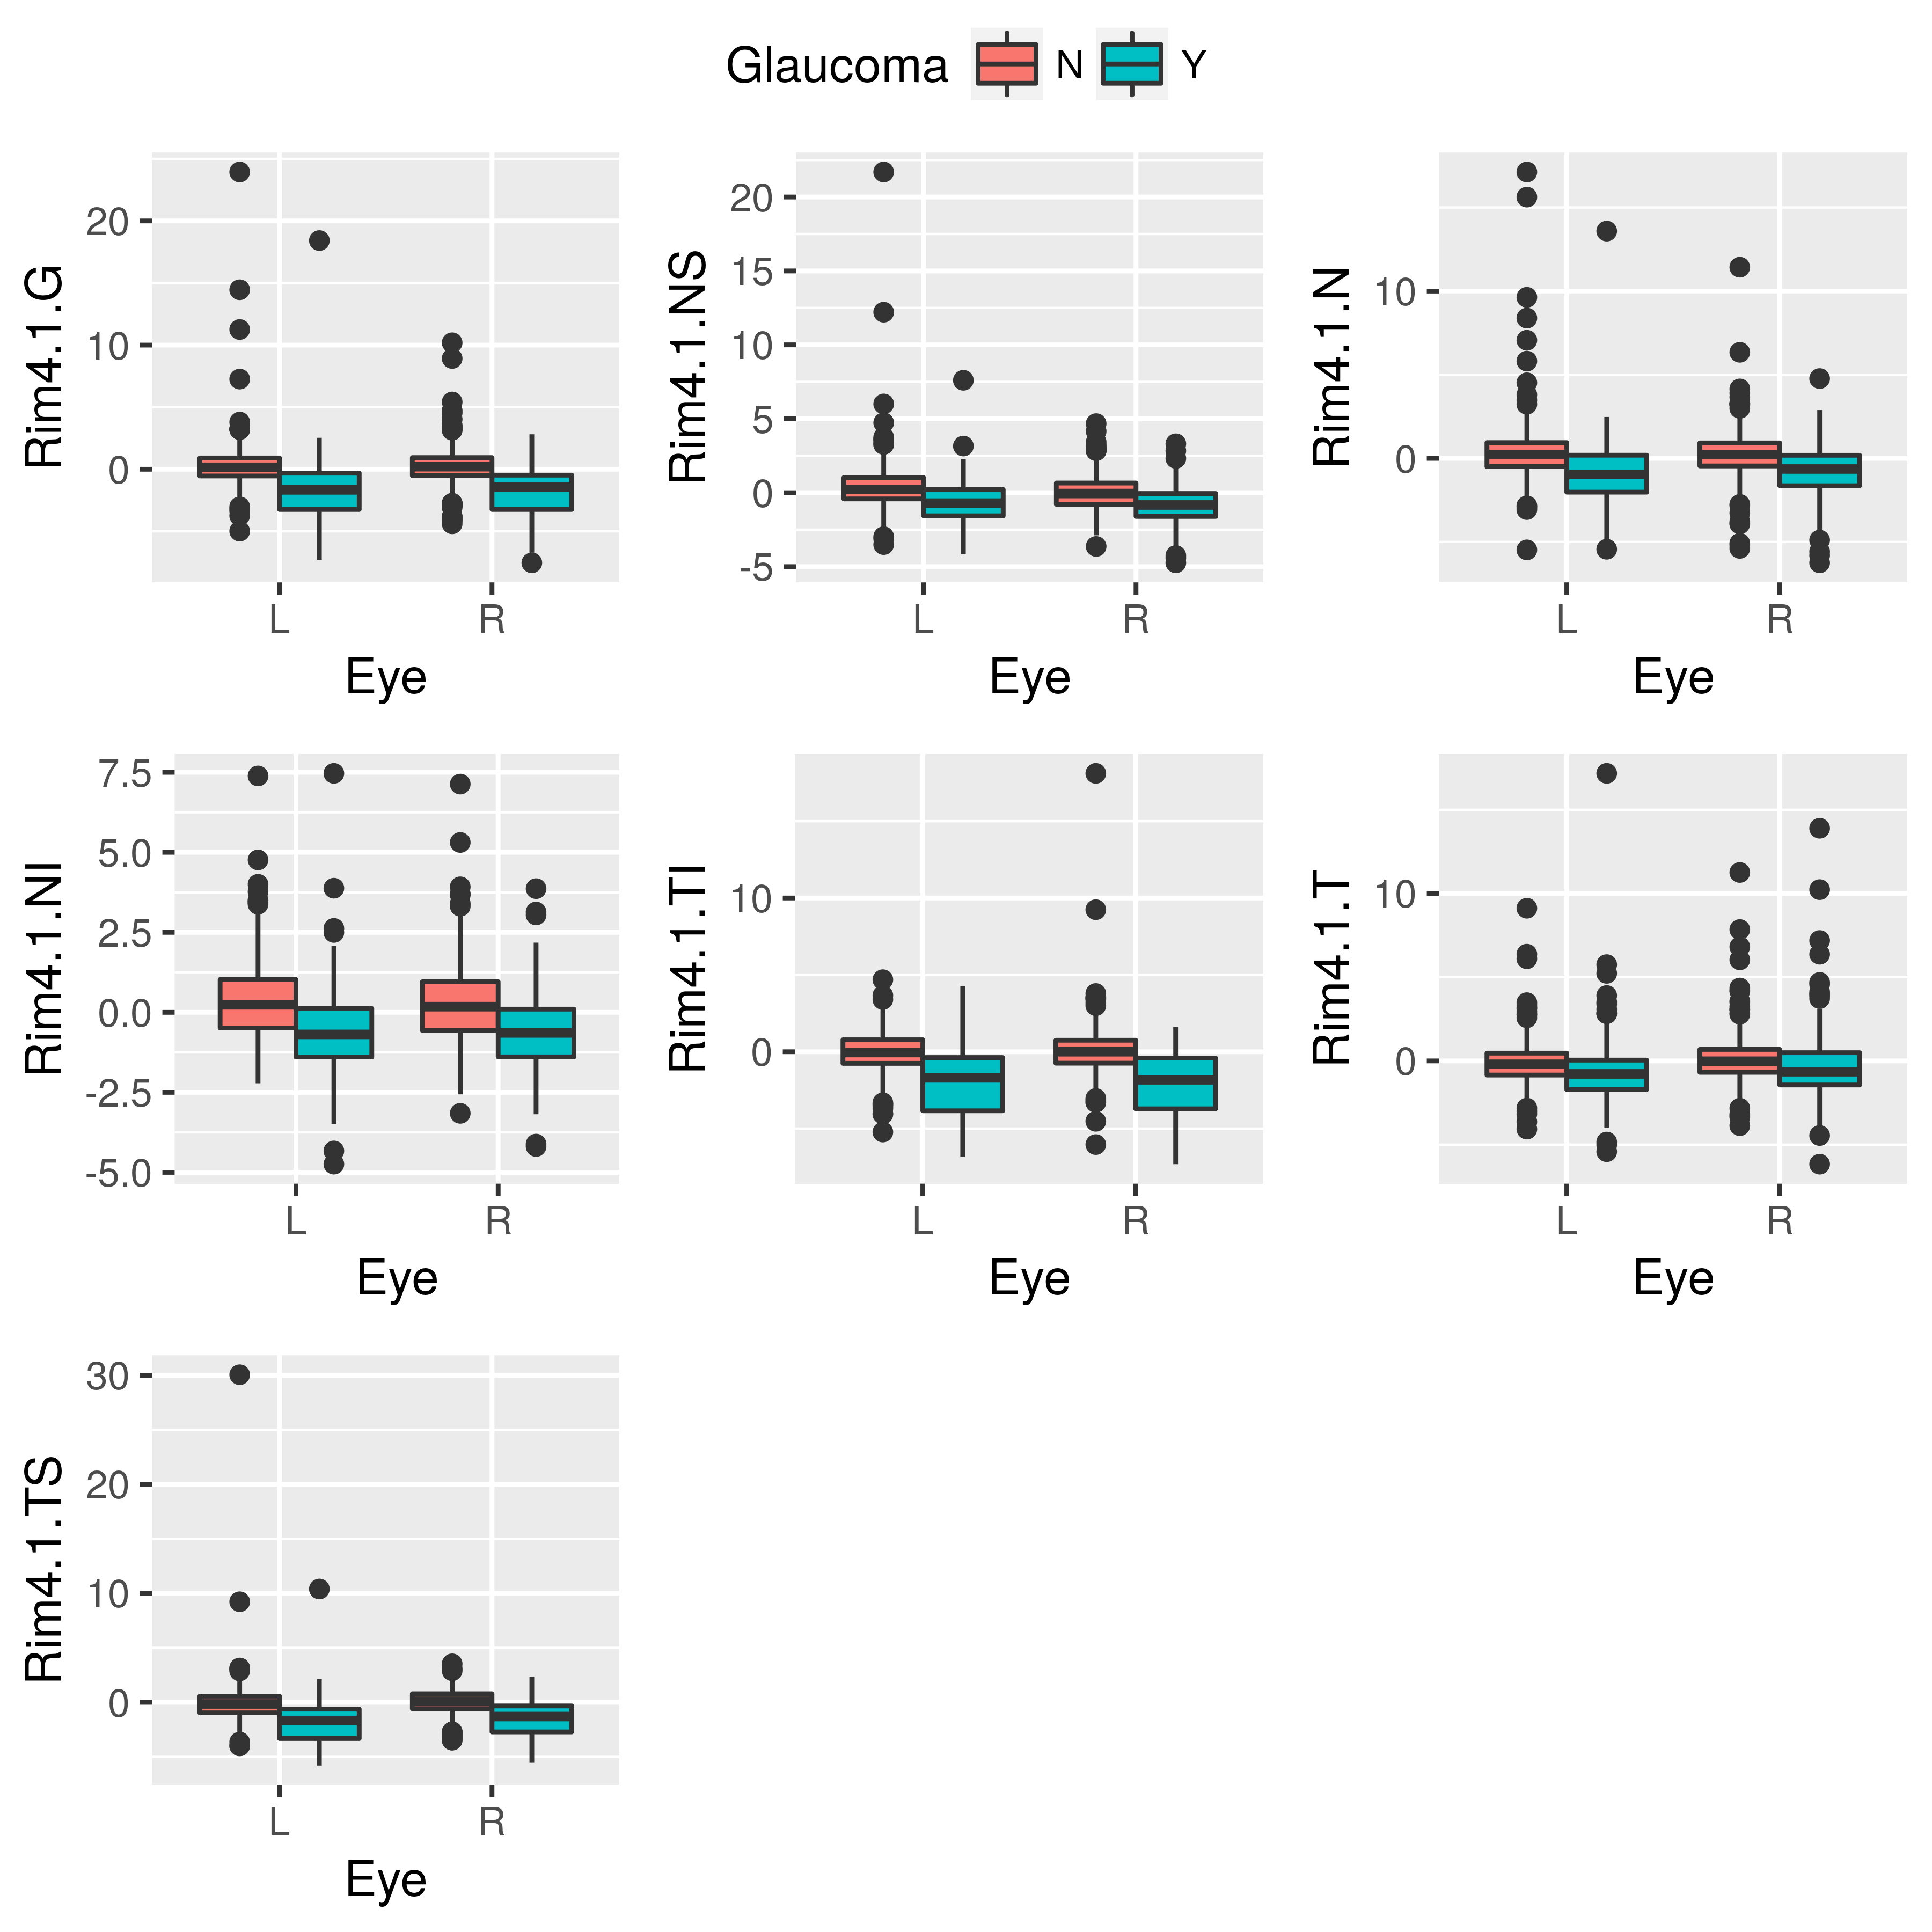 Glaucoma N Y
Rim4.1.G
20
10
0
L R
Eye
Rim4.1.NS
20
15
10
5
0
-5
L R
Eye
Rim4.1.N
10
0
L R
Eye
Rim4.1.NI
7.5
5.0
2.5
0.0
-2.5
-5.0
L R
Eye
Rim4.1.TI
10
0
L R
Eye
Rim4.1.T
10
0
L R
Eye
Rim4.1.TS
30
20
10
0
L R
Eye